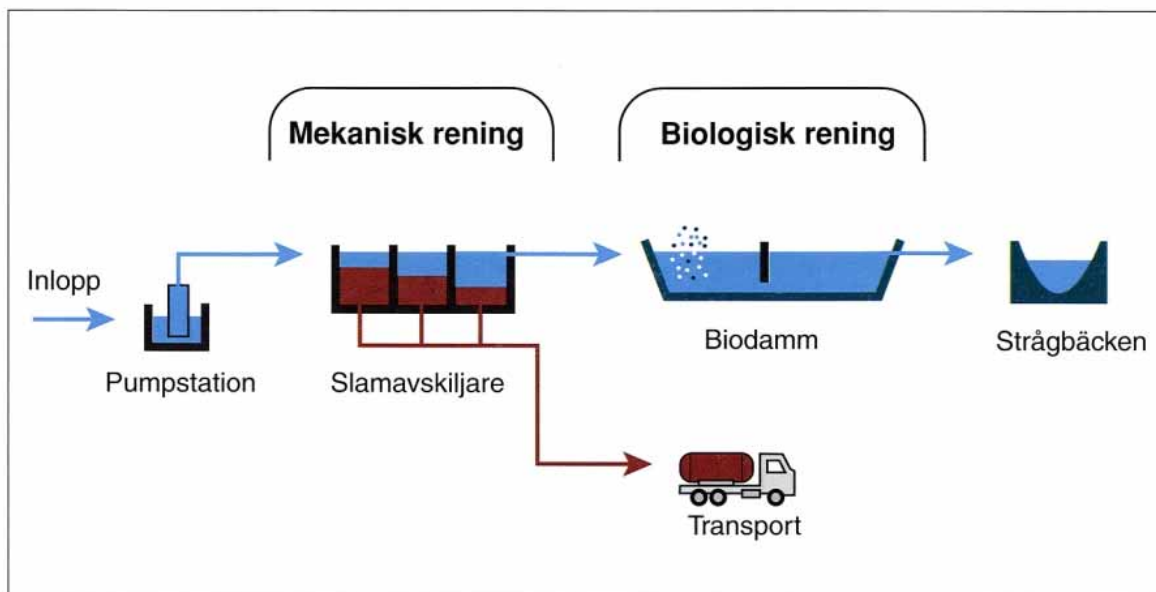 Mekanisk rening
Biologisk rening
Inlopp
Pumpstation
Slamavskiljare
Biodamm
Strågbäcken
Transport